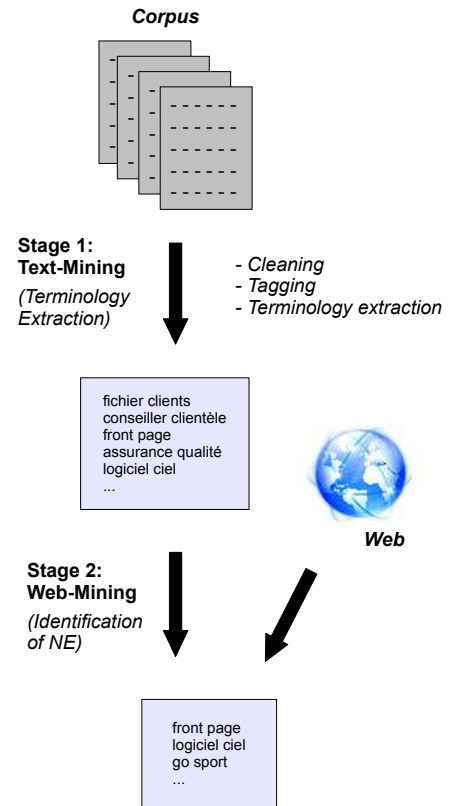 Corpus
Stage 1:
Text-Mining
(Terminology
Extraction)
- Cleaning
- Tagging
- Terminology extraction
fichier clients
conseiller clientèle
front page
assurance qualité
logiciel ciel
...
Web
Stage 2:
Web-Mining
(Identification
of NE)
front page
logiciel ciel
go sport
...